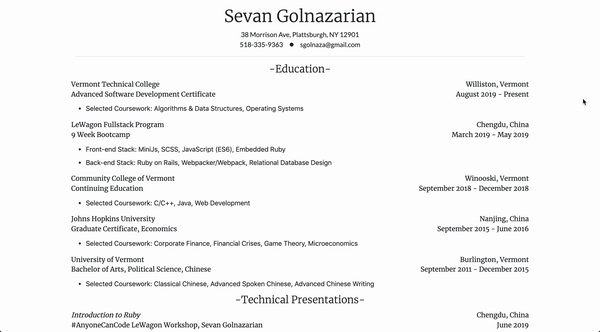 Sevan Golnazarian
38 Morrison Ave, Plattsburgh, NY 12901
518-335-9363 ● sgolnaza@gmail.com
-Education-
Vermont Technical College Williston, Vermont
Advanced Software Development Certificate August 2019 - Present
• Selected Coursework: Algorithms & Data Structures, Operating Systems
LeWagon Fullstack Program Chengdu, China
9 Week Bootcamp March 2019 - May 2019
• Front-end Stack: MiniJs, SCSS, JavaScript (ES6), Embedded Ruby
• Back-end Stack: Ruby on Rails, Webpacker/Webpack, Relational Database Design
Community College of Vermont Winooski, Vermont
Continuing Education September 2018 - December 2018
• Selected Coursework: C/C++, Java, Web Development
Johns Hopkins University Nanjing, China
Graduate Certificate, Economics September 2015 - June 2016
• Selected Coursework: Corporate Finance, Financial Crises, Game Theory, Microeconomics
University of Vermont Burlington, Vermont
Bachelor of Arts, Political Science, Chinese September 2011 - December 2015
• Selected Coursework: Classical Chinese, Advanced Spoken Chinese, Advanced Chinese Writing
-Technical Presentations-
Introduction to Ruby Chengdu, China
#AnyoneCanCode LeWagon Workshop, Sevan Golnazarian June 2019